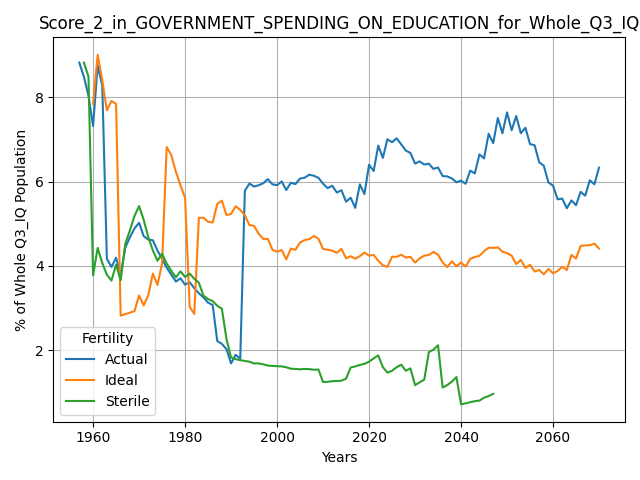 Score_2_in_GOVERNMENT_SPENDING_ON_EDUCATION_for_Whole_Q3_IQ
% of Whole Q3_IQ Population
8
6
4
2
Fertility
Actual
Ideal
Sterile
1960 1980 2000 2020 2040 2060
Years